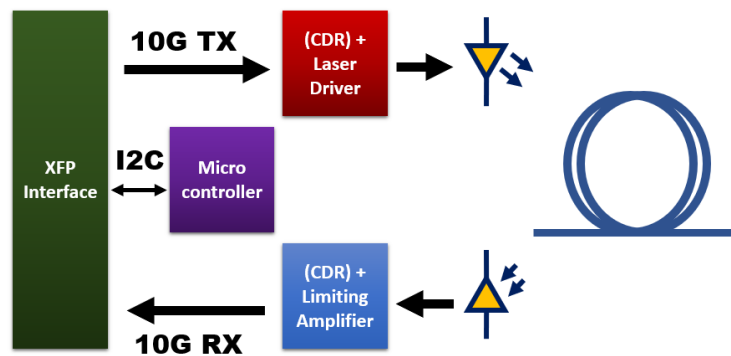 10G TX
(CDR) +
Laser
Driver
XFP
Interface
I2C
Micro
controller
(CDR) +
Limiting
Amplifier
10G RX